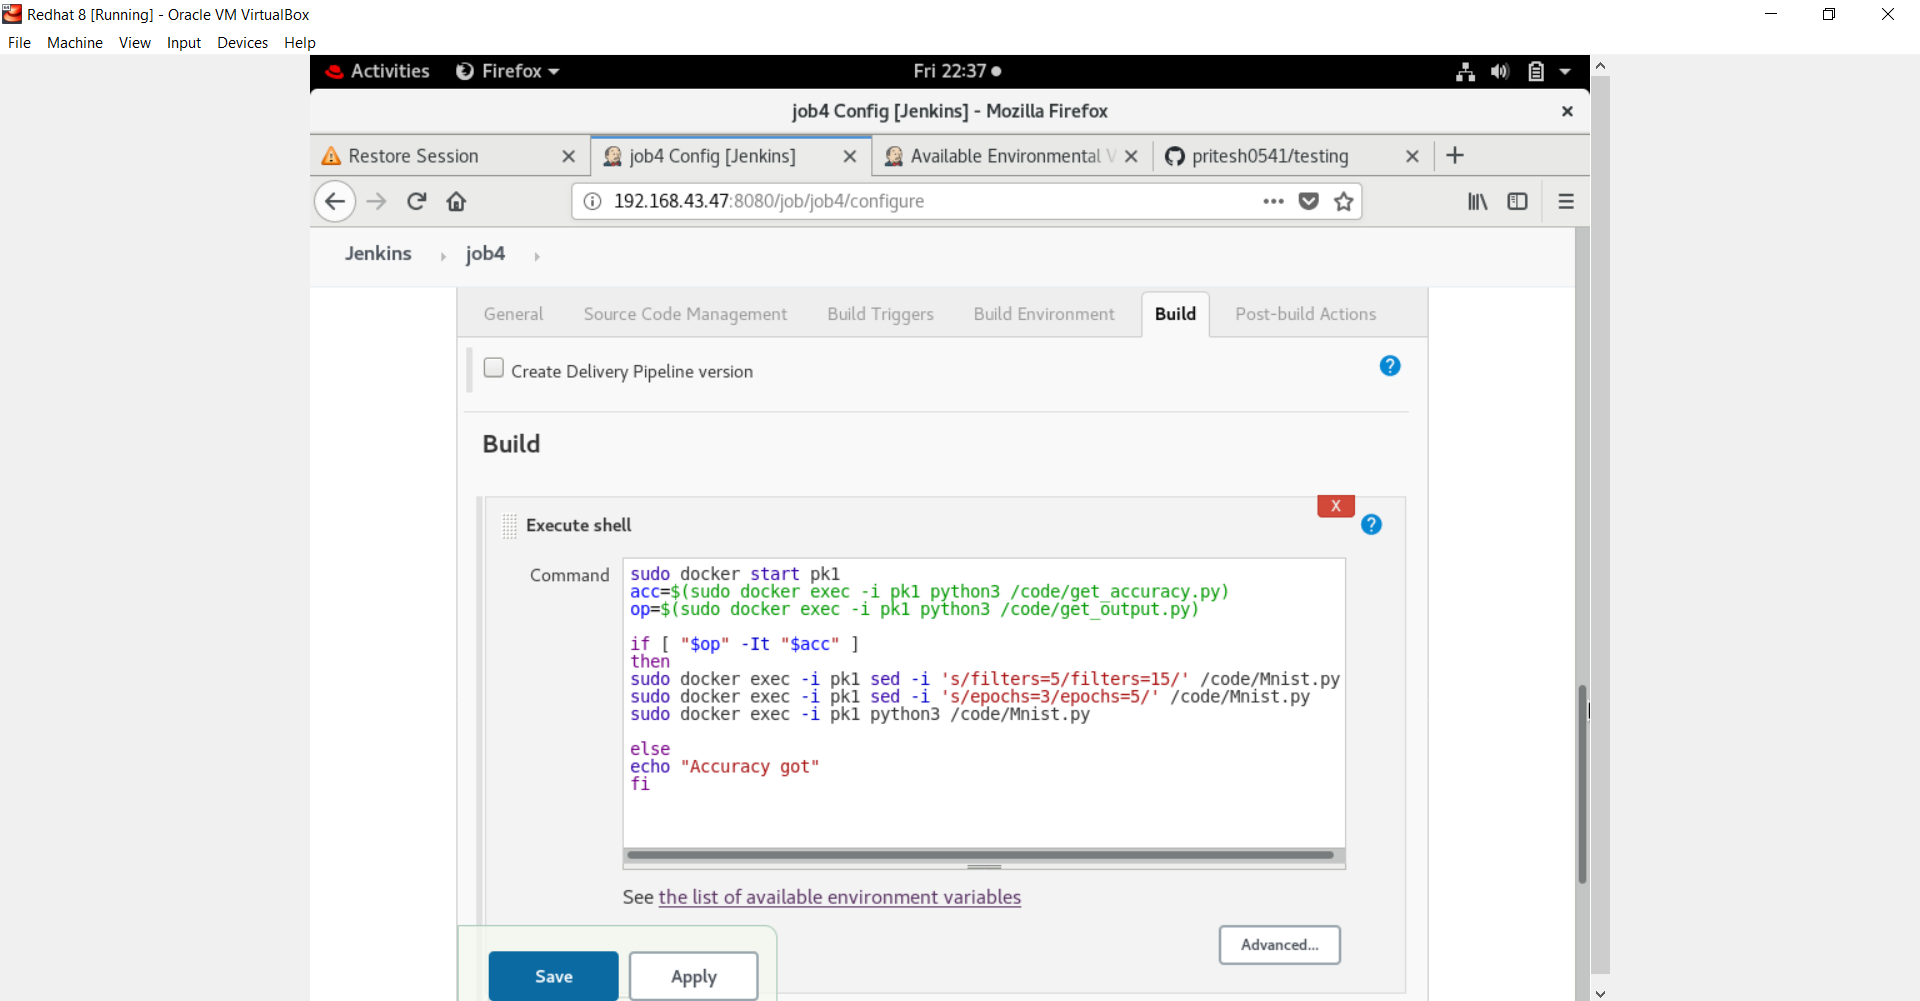 Redhat 8 [Running] - Oracle VM VirtualBox
File Machine View Input Devices Help
Activities Firefox Fri 22:37
job4 Config [Jenkins] - Mozilla Firefox
Restore Session job4 Config [Jenkins] Available Environmental V pritesh0541/testing
192.168.43.47:8080/job/job4/configure
Jenkins job4
General Source Code Management Build Triggers Build Environment Build Post-build Actions
Create Delivery Pipeline version
Build
X
Execute shell
Command
sudo docker start pk1
acc=$(sudo docker exec -i pk1 python3 /code/get_accuracy.py)
op=$(sudo docker exec -i pk1 python3 /code/get_output.py)
if [ "$op" -It "$acc" ]
then
sudo docker exec -i pk1 sed -i 's/filters=5/filters=15/' /code/Mnist.py
sudo docker exec -i pk1 sed -i 's/epochs=3/epochs=5/' /code/Mnist.py
sudo docker exec -i pk1 python3 /code/Mnist.py
else
echo "Accuracy got"
fi
See the list of available environment variables
Advanced...
Save Apply